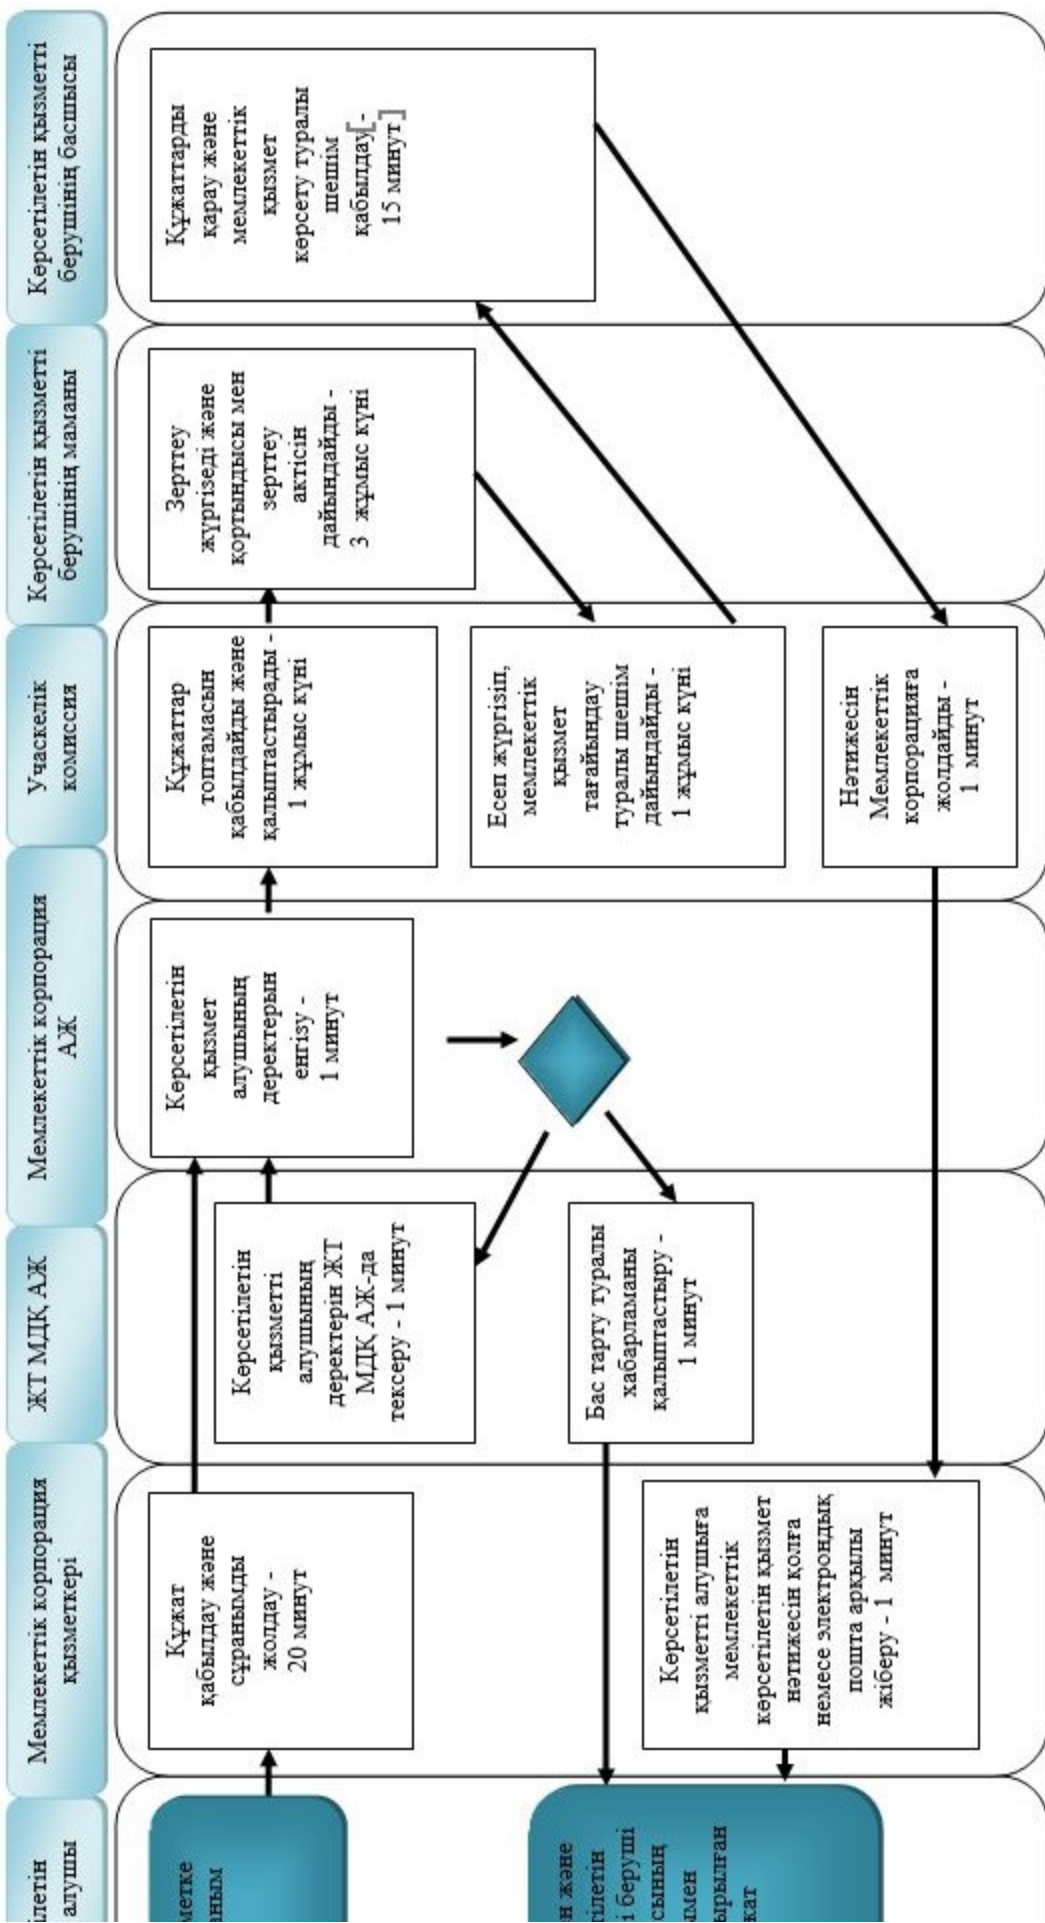 алушы
Мемлекеттік корпорация
қызметкері
ЖТ МДҚ АЖ
Мемлекеттік корпорация
АЖ
Учаскелік
комиссия
Көрсетілетін қызметті
берушінің маманы
Көрсетілетін қызметті
берушінің басшысы
Құжат
қабылдау және
сұранымды
жолдау -
20 минут
Көрсетілетін
қызметті
алушының
деректерін ЖТ
МДҚ АЖ-да
тексеру - 1 минут
Көрсетілетін
қызмет
алушының
деректерын
енгізу -
1 минут
Құжаттар
топтамасын
қабылдайды және
қалыптастырады -
1 жұмыс күні
Зерттеу
жүргізеді және
қортындысы мен
зерттеу
актісін
дайындайды -
3 жұмыс күні
Құжаттарды
қарау және
мемлекеттік
қызмет
көрсету туралы
шешім
қабылдау[-
15 минут]
Бас тарту туралы
хабарламаны
қалыптастыру -
1 минут
Есеп жүргізіп,
мемлекеттік
қызмет
тағайындау
туралы шешім
дайындайды -
1 жұмыс күні
Нәтижесін
Мемлекеттік
корпорацияға
жолдайды -
1 минут
Көрсетілетін
қызметті алушыға
мемлекеттік
көрсетілетін қызмет
нәтижесін қолға
немесе электрондық
пошта арқылы
жіберу - 1 минут
және
беруші